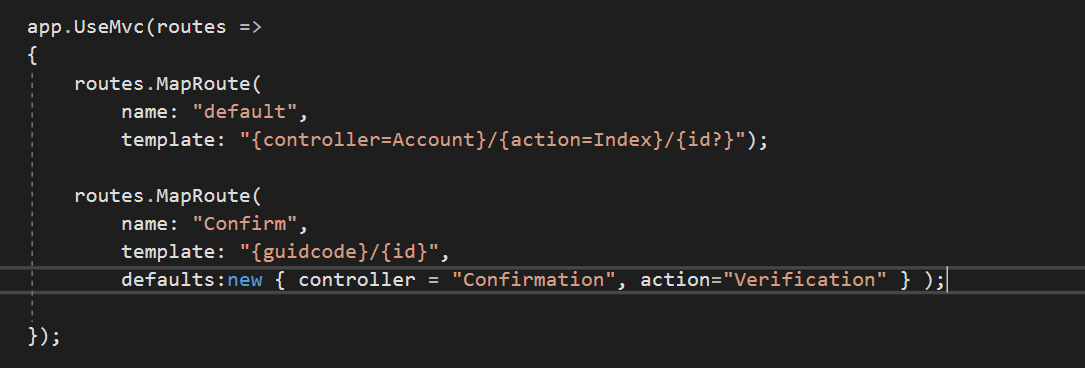 app.UseMvc(routes =>
{
    routes.MapRoute(
        name: "default",
        template: "{controller=Account}/{action=Index}/{id?}");
    routes.MapRoute(
        name: "Confirm",
        template: "{guidcode}/{id}",
        defaults:new { controller = "Confirmation", action="Verification" } );
});